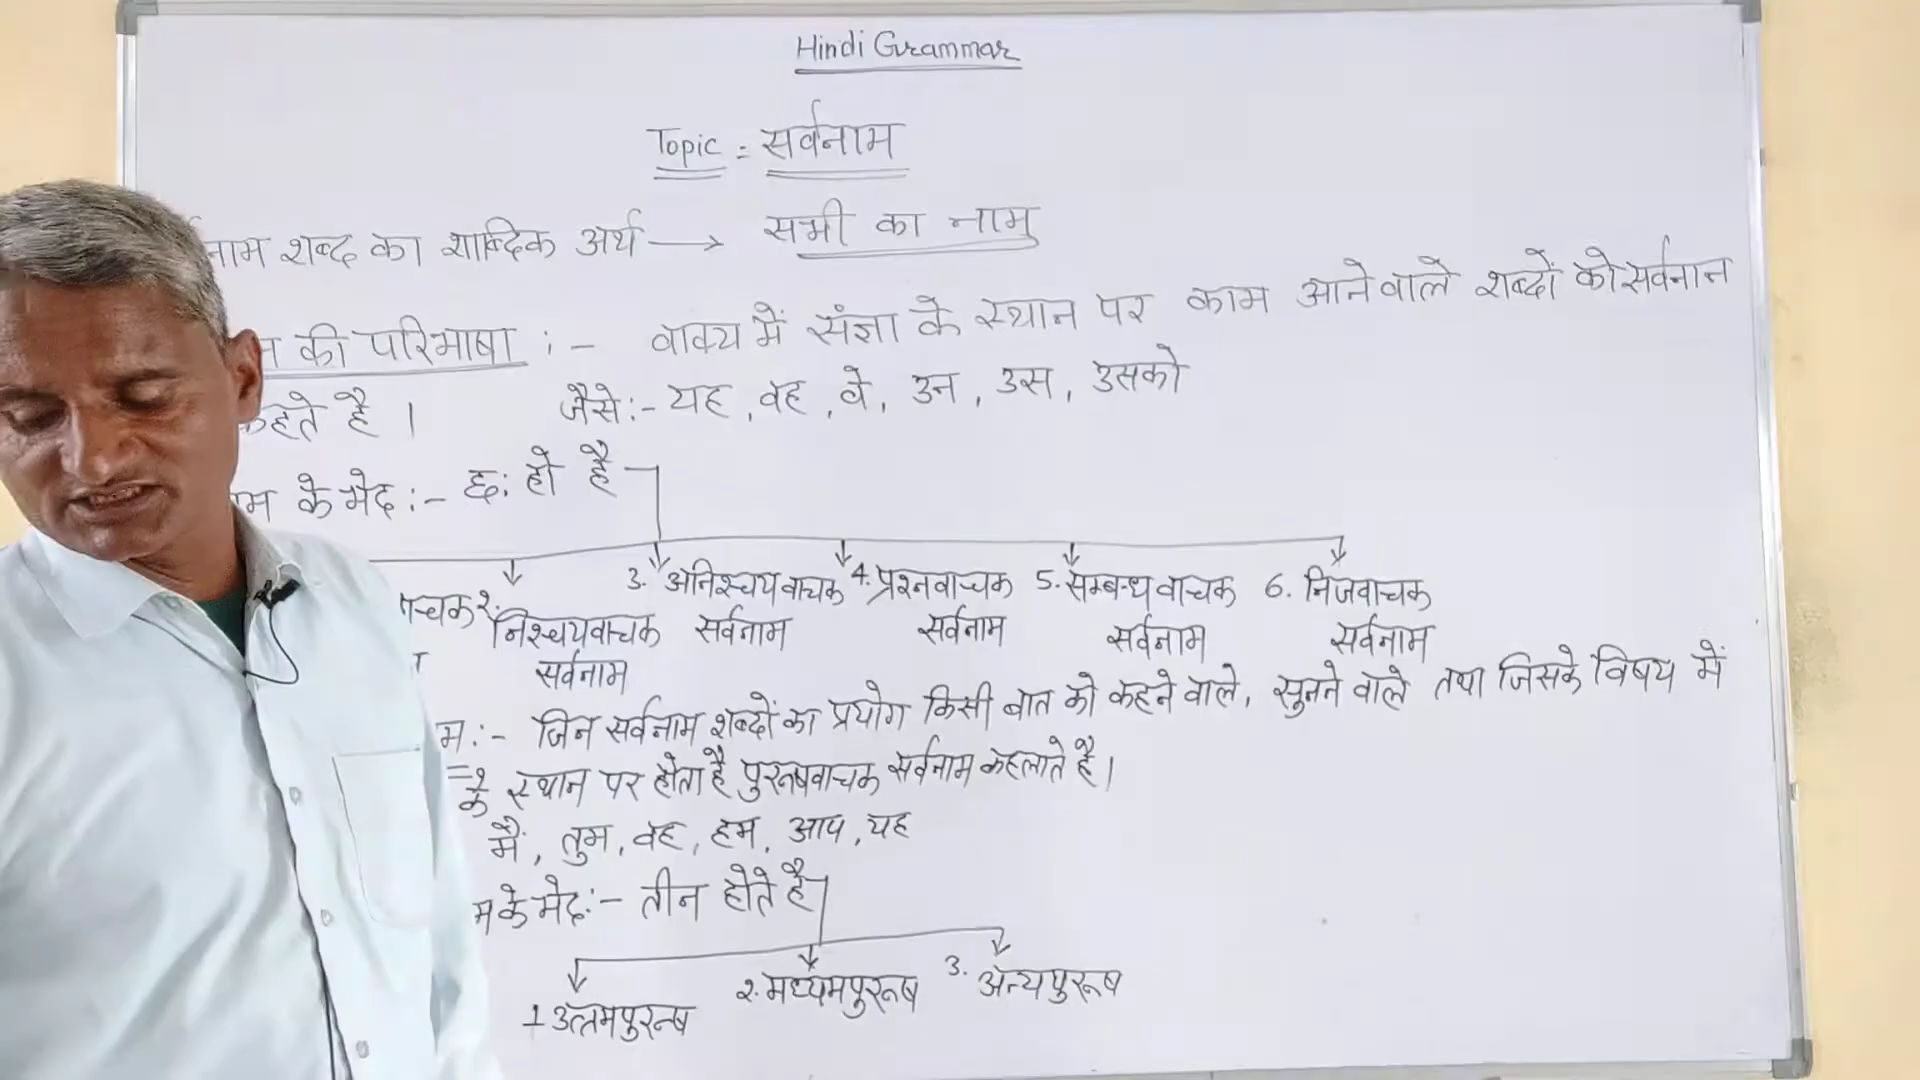 Hindi Grammar
Topic = सर्वनाम
नाम शब्द का शाब्दिक अर्थ → सभी का नाम
की परिभाषा :- वाक्य में संज्ञा के स्थान पर काम आने वाले शब्दों को सर्वनान
कहते है । जैसे:- यह, वह, वे, उन, उस, उसको
म के भेद :- छ: हो है
वाचक २. निश्चयवाचक सर्वनाम
3. अनिश्चयवाचक सर्वनाम
4. प्रश्नवाचक सर्वनाम
5. सम्बन्धवाचक सर्वनाम
6. निजवाचक सर्वनाम
म :- जिन सर्वनाम शब्दों का प्रयोग किसी बात को कहने वाले, सुनने वाले तथा जिसके विषय में
के स्थान पर होता है पुरुषवाचक सर्वनाम कहलाते है ।
मैं, तुम, वह, हम, आप, यह
म के भेद:- तीन होते है
1 उत्तमपुरुष
२. मध्यमपुरूष
3. अन्यपुरूष